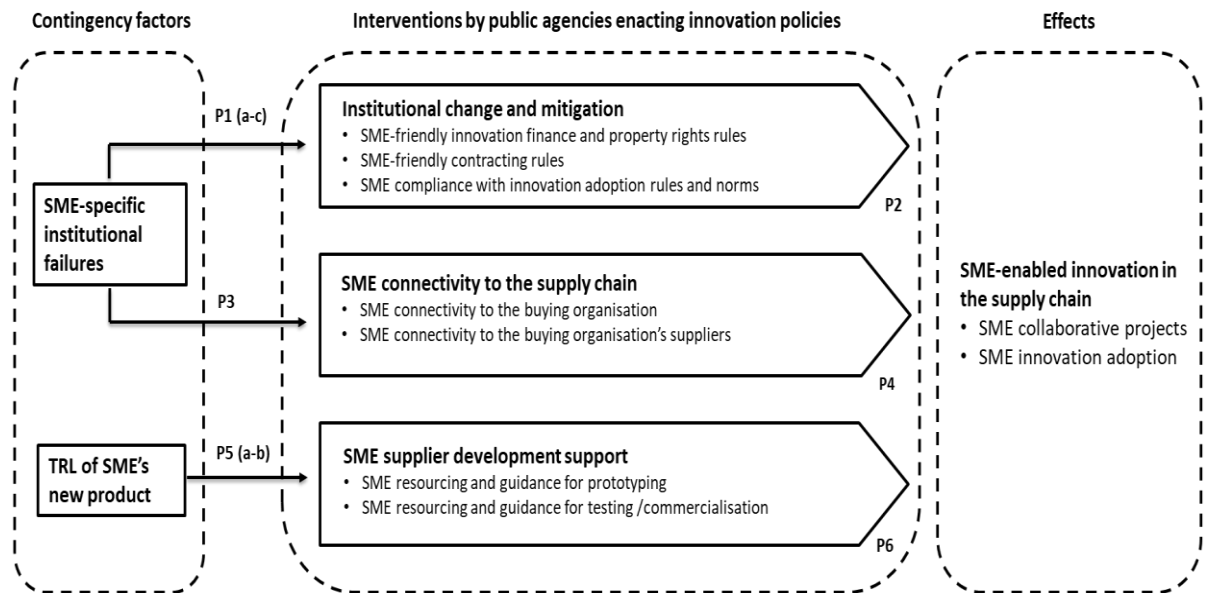 Contingency factors
Interventions by public agencies enacting innovation policies
Effects
P1 (a-c)
Institutional change and mitigation
• SME-friendly innovation finance and property rights rules
• SME-friendly contracting rules
• SME compliance with innovation adoption rules and norms
P2
SME-specific
institutional
failures
P3
SME connectivity to the supply chain
• SME connectivity to the buying organisation
• SME connectivity to the buying organisation's suppliers
P4
SME-enabled innovation in
the supply chain
• SME collaborative projects
• SME innovation adoption
TRL of SME's
new product
P5 (a-b)
SME supplier development support
• SME resourcing and guidance for prototyping
• SME resourcing and guidance for testing /commercialisation
P6